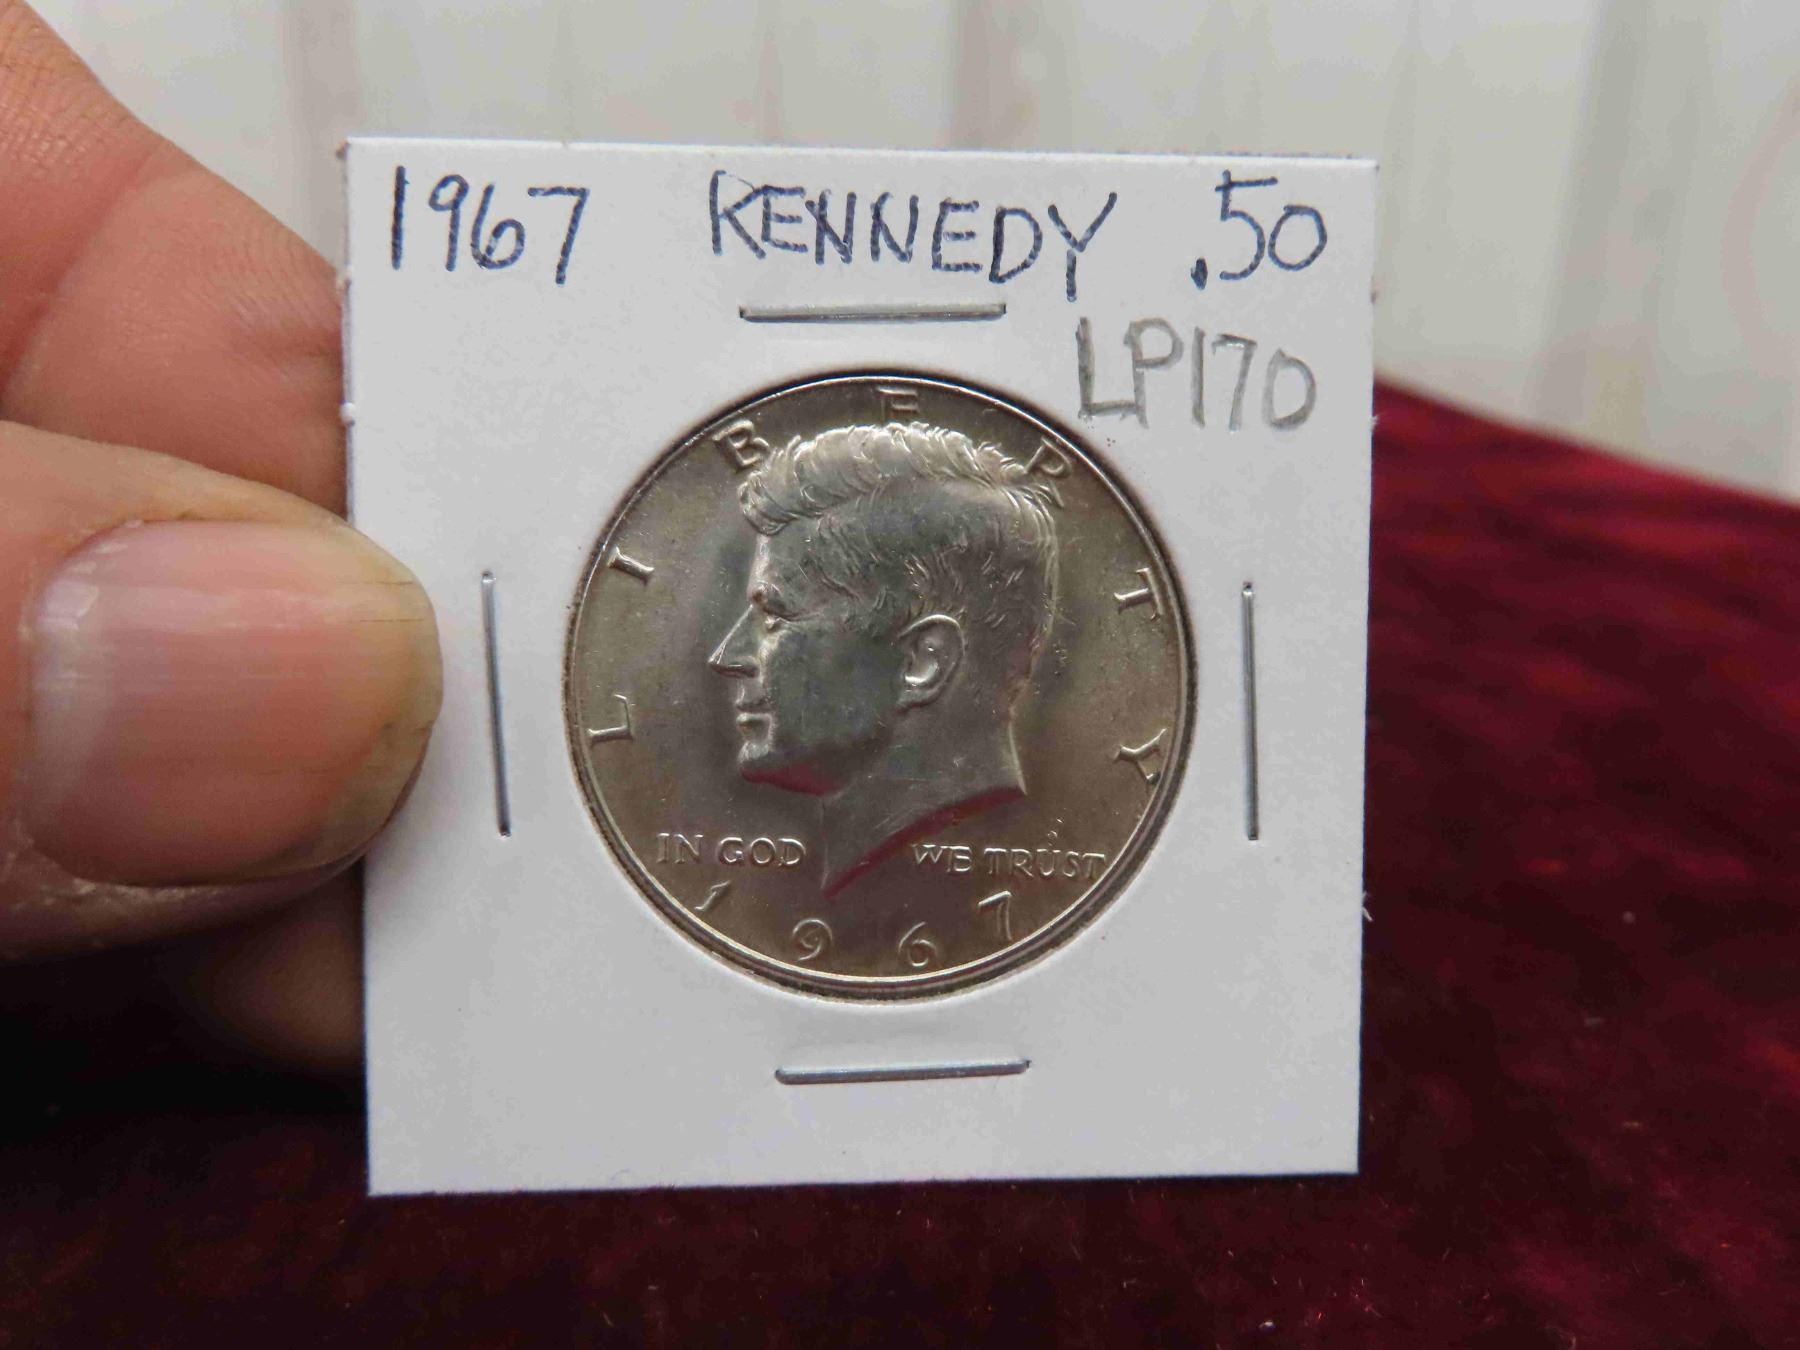 1967 KENNEDY .50
LP170
LIBERTY
IN GOD WE TRUST
1967